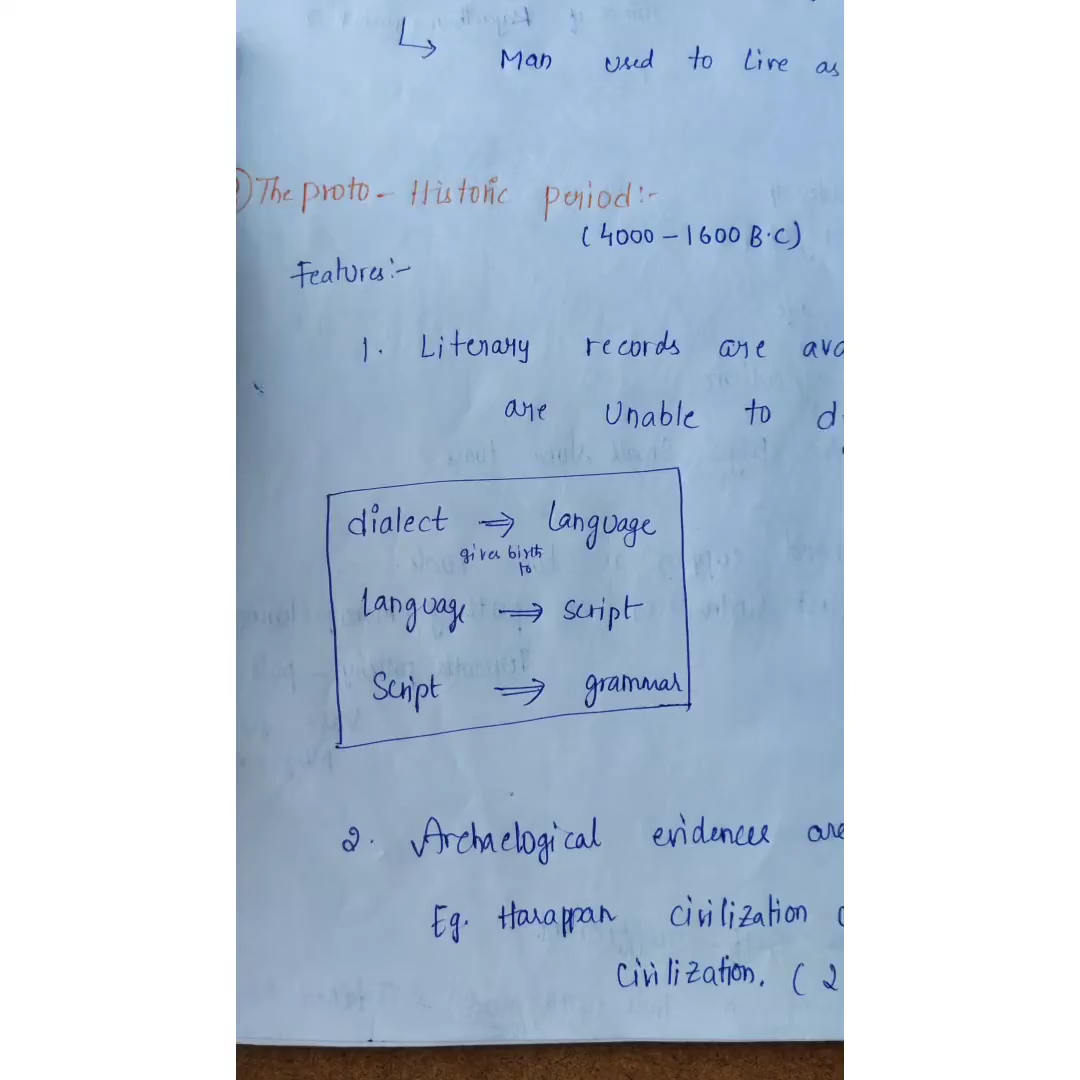 Man used to live as
The proto - Historic period :-
(4000 - 1600 B.C)
Features :-
1. Literary records are
are Unable to
dialect ⇒ language
gives birth to
language ⇒ script
Script ⇒ grammar
2. Archaelogical evidences are
Eg. Harappan civilization
Civilization. ( 2